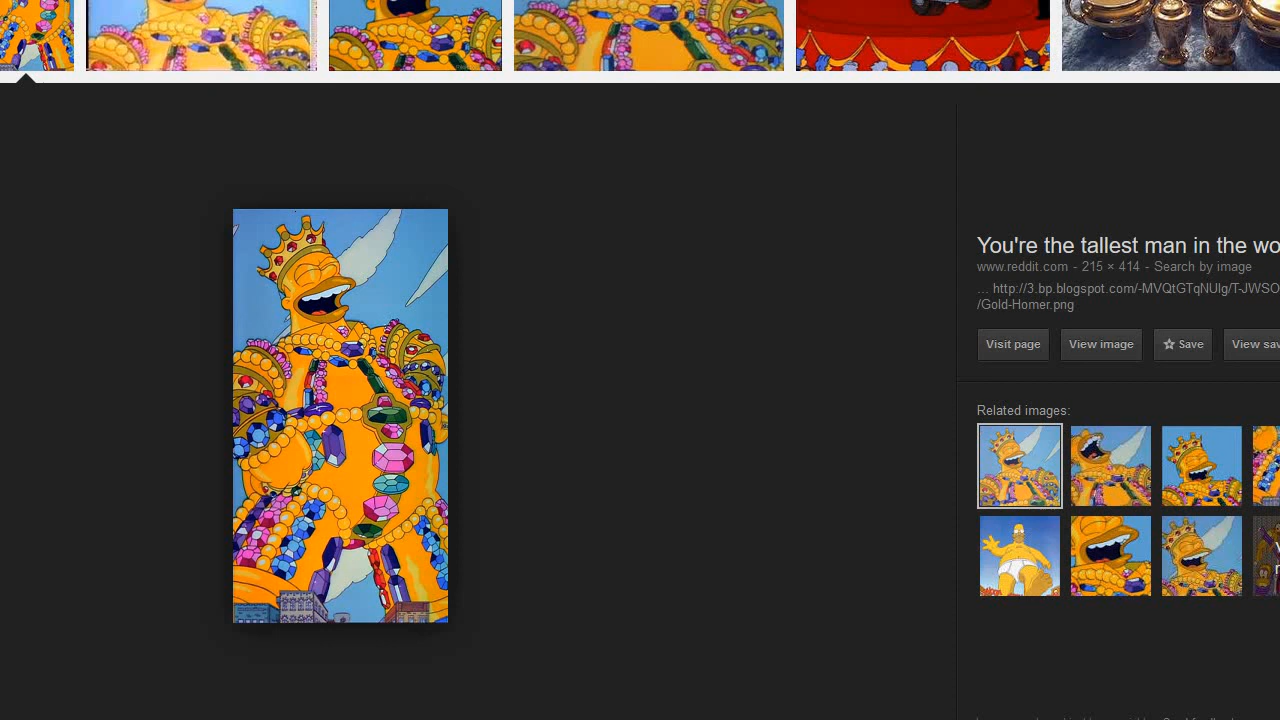 You're the tallest man in the wo
www.reddit.com - 215 × 414 - Search by image
... http://3.bp.blogspot.com/-MVQtGTqNUIg/T-JWSO
/Gold-Homer.png
Visit page View image Save View sav
Related images: